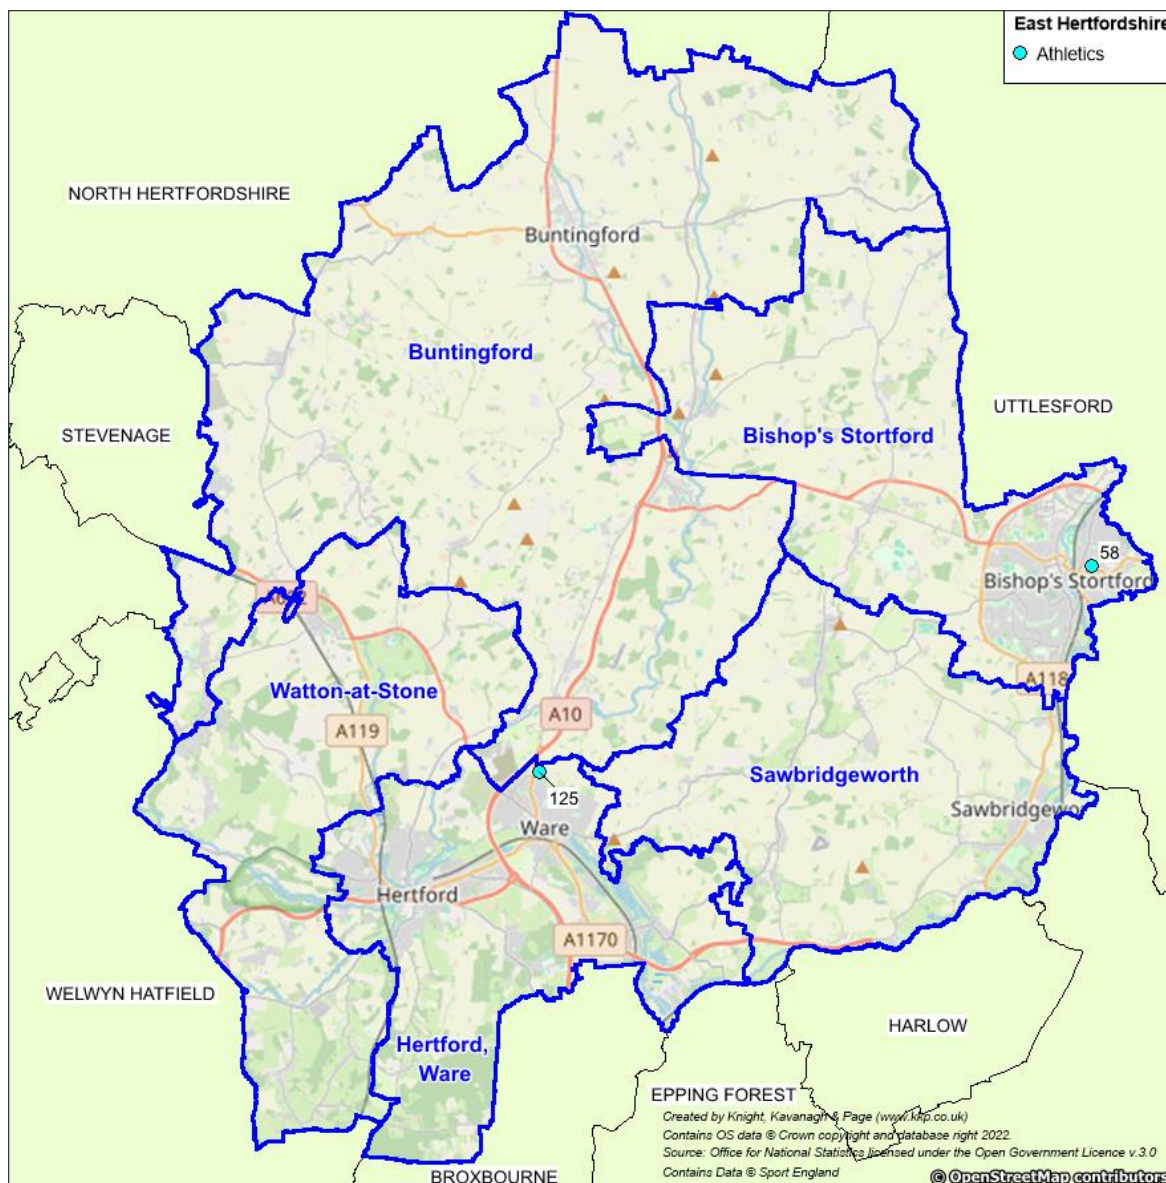 East Hertfordshire
Athletics
NORTH HERTFORDSHIRE
Buntingford
Buntingford
STEVENAGE
UTTLESFORD
Bishop's Stortford
58
Bishop's Stortford
Watton-at-Stone
A118
A10
A119
Sawbridgeworth
125
Sawbridgewo
Ware
Hertford
A1170
WELWYN HATFIELD
HARLOW
Hertford,
Ware
EPPING FOREST
Created by Knight, Kavanagh & Page (www.kkp.co.uk)
Contains OS data © Crown copyright and database right 2022.
Source: Office for National Statistics licensed under the Open Government Licence v.3.0
Contains Data © Sport England
BROXBOURNE
© OpenStreetMap contributors